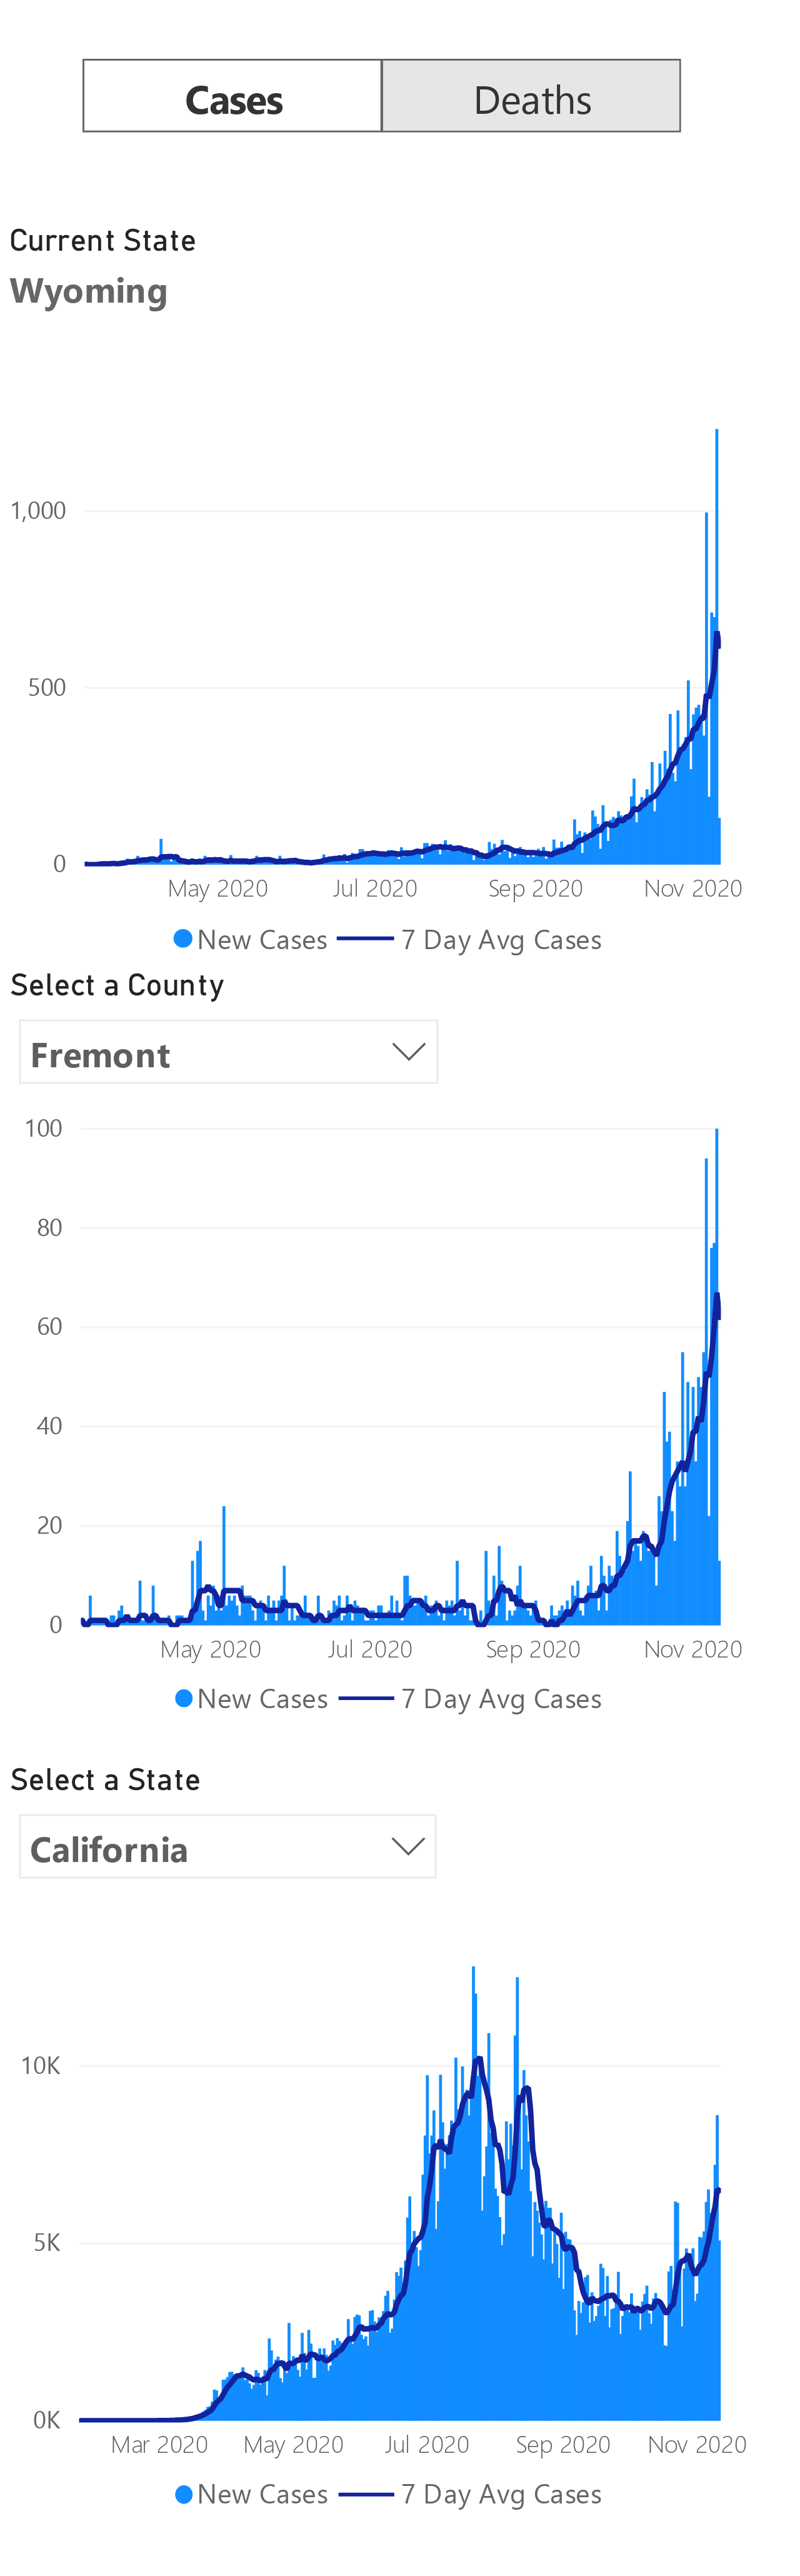 Cases Deaths
Current State
Wyoming
1,000
500
0
May 2020 Jul 2020 Sep 2020 Nov 2020
New Cases 7 Day Avg Cases
Select a County
Fremont
100
80
60
40
20
0
May 2020 Jul 2020 Sep 2020 Nov 2020
New Cases 7 Day Avg Cases
Select a State
California
10K
5K
0K
Mar 2020 May 2020 Jul 2020 Sep 2020 Nov 2020
New Cases 7 Day Avg Cases